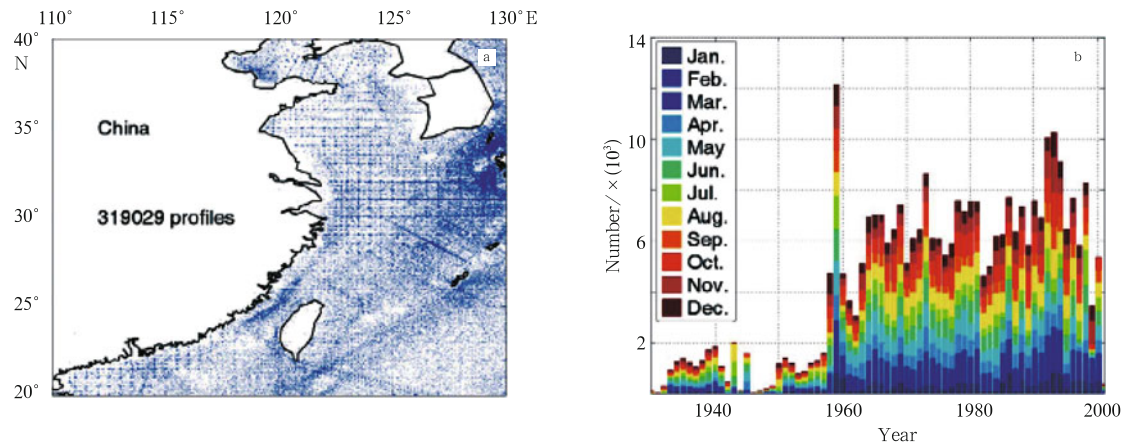 110° 115° 120° 125° 130°E
40°
N
35°
30°
25°
20°
a
China
319029 profiles
b
14
10
6
2
Number/×(10³)
Jan.
Feb.
Mar.
Apr.
May
Jun.
Jul.
Aug.
Sep.
Oct.
Nov.
Dec.
1940 1960 1980 2000
Year